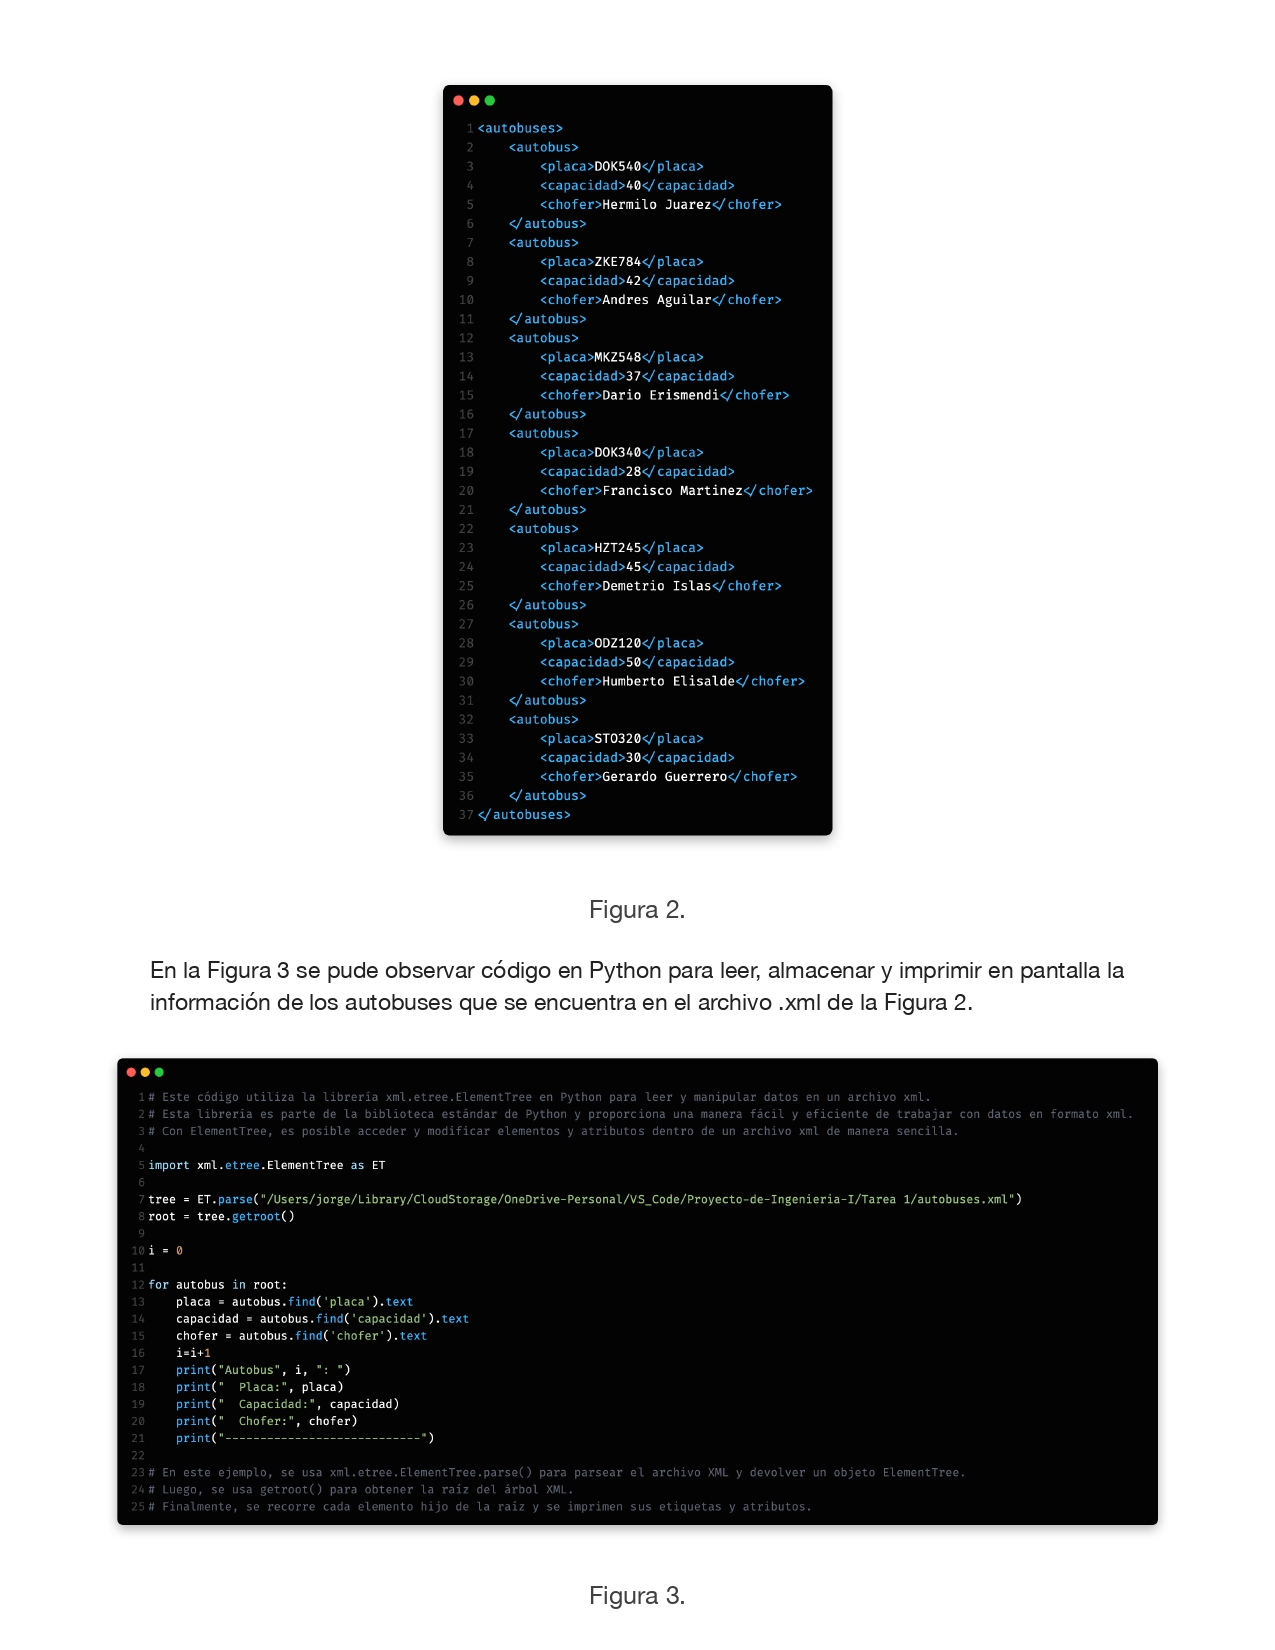 1 <autobuses>
2     <autobus>
3         <placa>DOK540</placa>
4         <capacidad>40</capacidad>
5         <chofer>Hermilo Juarez</chofer>
6     </autobus>
7     <autobus>
8         <placa>ZKE784</placa>
9         <capacidad>42</capacidad>
10         <chofer>Andres Aguilar</chofer>
11     </autobus>
12     <autobus>
13         <placa>MKZ548</placa>
14         <capacidad>37</capacidad>
15         <chofer>Dario Erismendi</chofer>
16     </autobus>
17     <autobus>
18         <placa>DOK340</placa>
19         <capacidad>28</capacidad>
20         <chofer>Francisco Martinez</chofer>
21     </autobus>
22     <autobus>
23         <placa>HZT245</placa>
24         <capacidad>45</capacidad>
25         <chofer>Demetrio Islas</chofer>
26     </autobus>
27     <autobus>
28         <placa>ODZ120</placa>
29         <capacidad>50</capacidad>
30         <chofer>Humberto Elisalde</chofer>
31     </autobus>
32     <autobus>
33         <placa>STO320</placa>
34         <capacidad>30</capacidad>
35         <chofer>Gerardo Guerrero</chofer>
36     </autobus>
37 </autobuses>
Figura 2.
En la Figura 3 se pude observar código en Python para leer, almacenar y imprimir en pantalla la
información de los autobuses que se encuentra en el archivo .xml de la Figura 2.
1 # Este código utiliza la librería xml.etree.ElementTree en Python para leer y manipular datos en un archivo xml.
2 # Esta libreria es parte de la biblioteca estándar de Python y proporciona una manera fácil y eficiente de trabajar con datos en formato xml.
3 # Con ElementTree, es posible acceder y modificar elementos y atributos dentro de un archivo xml de manera sencilla.
4
5 import xml.etree.ElementTree as ET
6
7 tree = ET.parse("/Users/jorge/Library/CloudStorage/OneDrive-Personal/VS_Code/Proyecto-de-Ingenieria-I/Tarea 1/autobuses.xml")
8 root = tree.getroot()
9
10 i = 0
11
12 for autobus in root:
13     placa = autobus.find('placa').text
14     capacidad = autobus.find('capacidad').text
15     chofer = autobus.find('chofer').text
16     i=i+1
17     print("Autobus", i, ": ")
18     print("  Placa:", placa)
19     print("  Capacidad:", capacidad)
20     print("  Chofer:", chofer)
21     print("----------------------------")
22
23 # En este ejemplo, se usa xml.etree.ElementTree.parse() para parsear el archivo XML y devolver un objeto ElementTree.
24 # Luego, se usa getroot() para obtener la raíz del árbol XML.
25 # Finalmente, se recorre cada elemento hijo de la raíz y se imprimen sus etiquetas y atributos.
Figura 3.